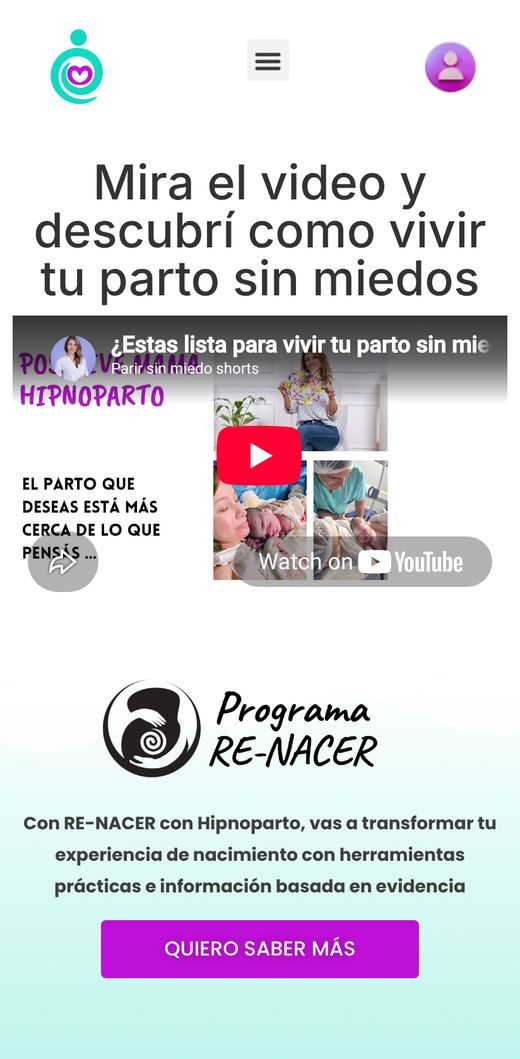 Mira el video y
descubrí como vivir
tu parto sin miedos
¿Estas lista para vivir tu parto sin mie
Parir sin miedo shorts
POSITIVE MAMA
HIPNOPARTO
EL PARTO QUE
DESEAS ESTÁ MÁS
CERCA DE LO QUE
PENSÁS ...
Watch on YouTube
Programa
RE-NACER
Con RE-NACER con Hipnoparto, vas a transformar tu
experiencia de nacimiento con herramientas
prácticas e información basada en evidencia
QUIERO SABER MÁS